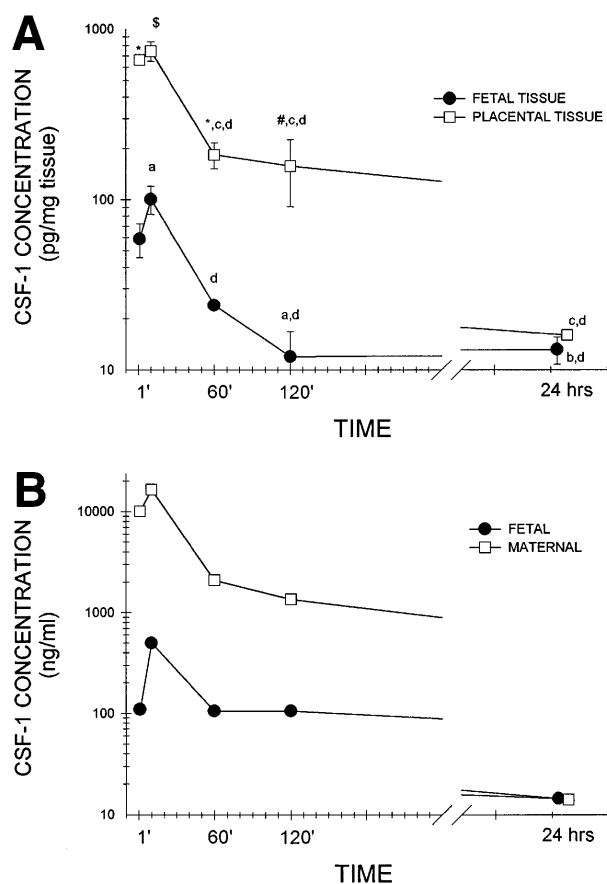 A
CSF-1 CONCENTRATION
(pg/mg tissue)
1000
100
10
*
$
*,c,d
#,c,d
a
d
a,d
c,d
b,d
FETAL TISSUE
PLACENTAL TISSUE
1' 60' 120' 24 hrs
TIME
B
CSF-1 CONCENTRATION
(ng/ml)
10000
1000
100
10
FETAL
MATERNAL
1' 60' 120' 24 hrs
TIME